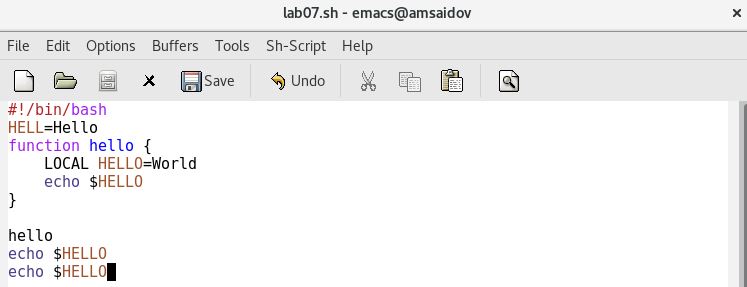 lab07.sh - emacs@amsaidov
File Edit Options Buffers Tools Sh-Script Help
Save Undo
#!/bin/bash
HELL=Hello
function hello {
    LOCAL HELLO=World
    echo $HELLO
}
hello
echo $HELLO
echo $HELLO